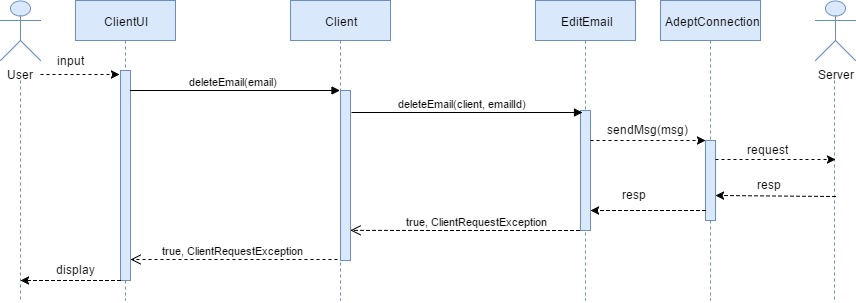 ClientUI
Client
EditEmail
AdeptConnection
User
input
Server
deleteEmail(email)
deleteEmail(client, emailId)
sendMsg(msg)
request
resp
resp
true, ClientRequestException
true, ClientRequestException
display